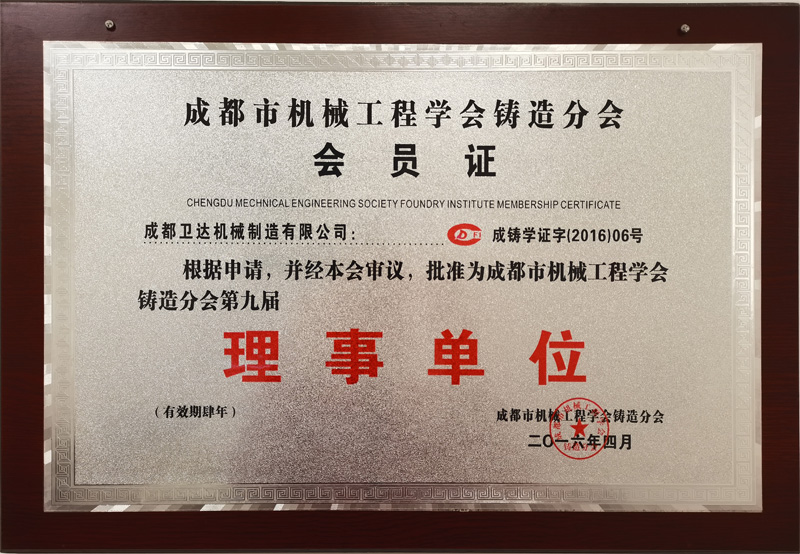 成都市机械工程学会铸造分会
会员证
CHENGDU MECHNICAL ENGINEERING SOCIETY FOUNDRY INSTITUTE MEMBERSHIP CERTIFICATE
成都卫达机械制造有限公司: 成铸学证字(2016)06号
根据申请,并经本会审议,批准为成都市机械工程学会
铸造分会第九届
理事单位
(有效期肆年)
成都市机械工程学会铸造分会
二〇一六年四月